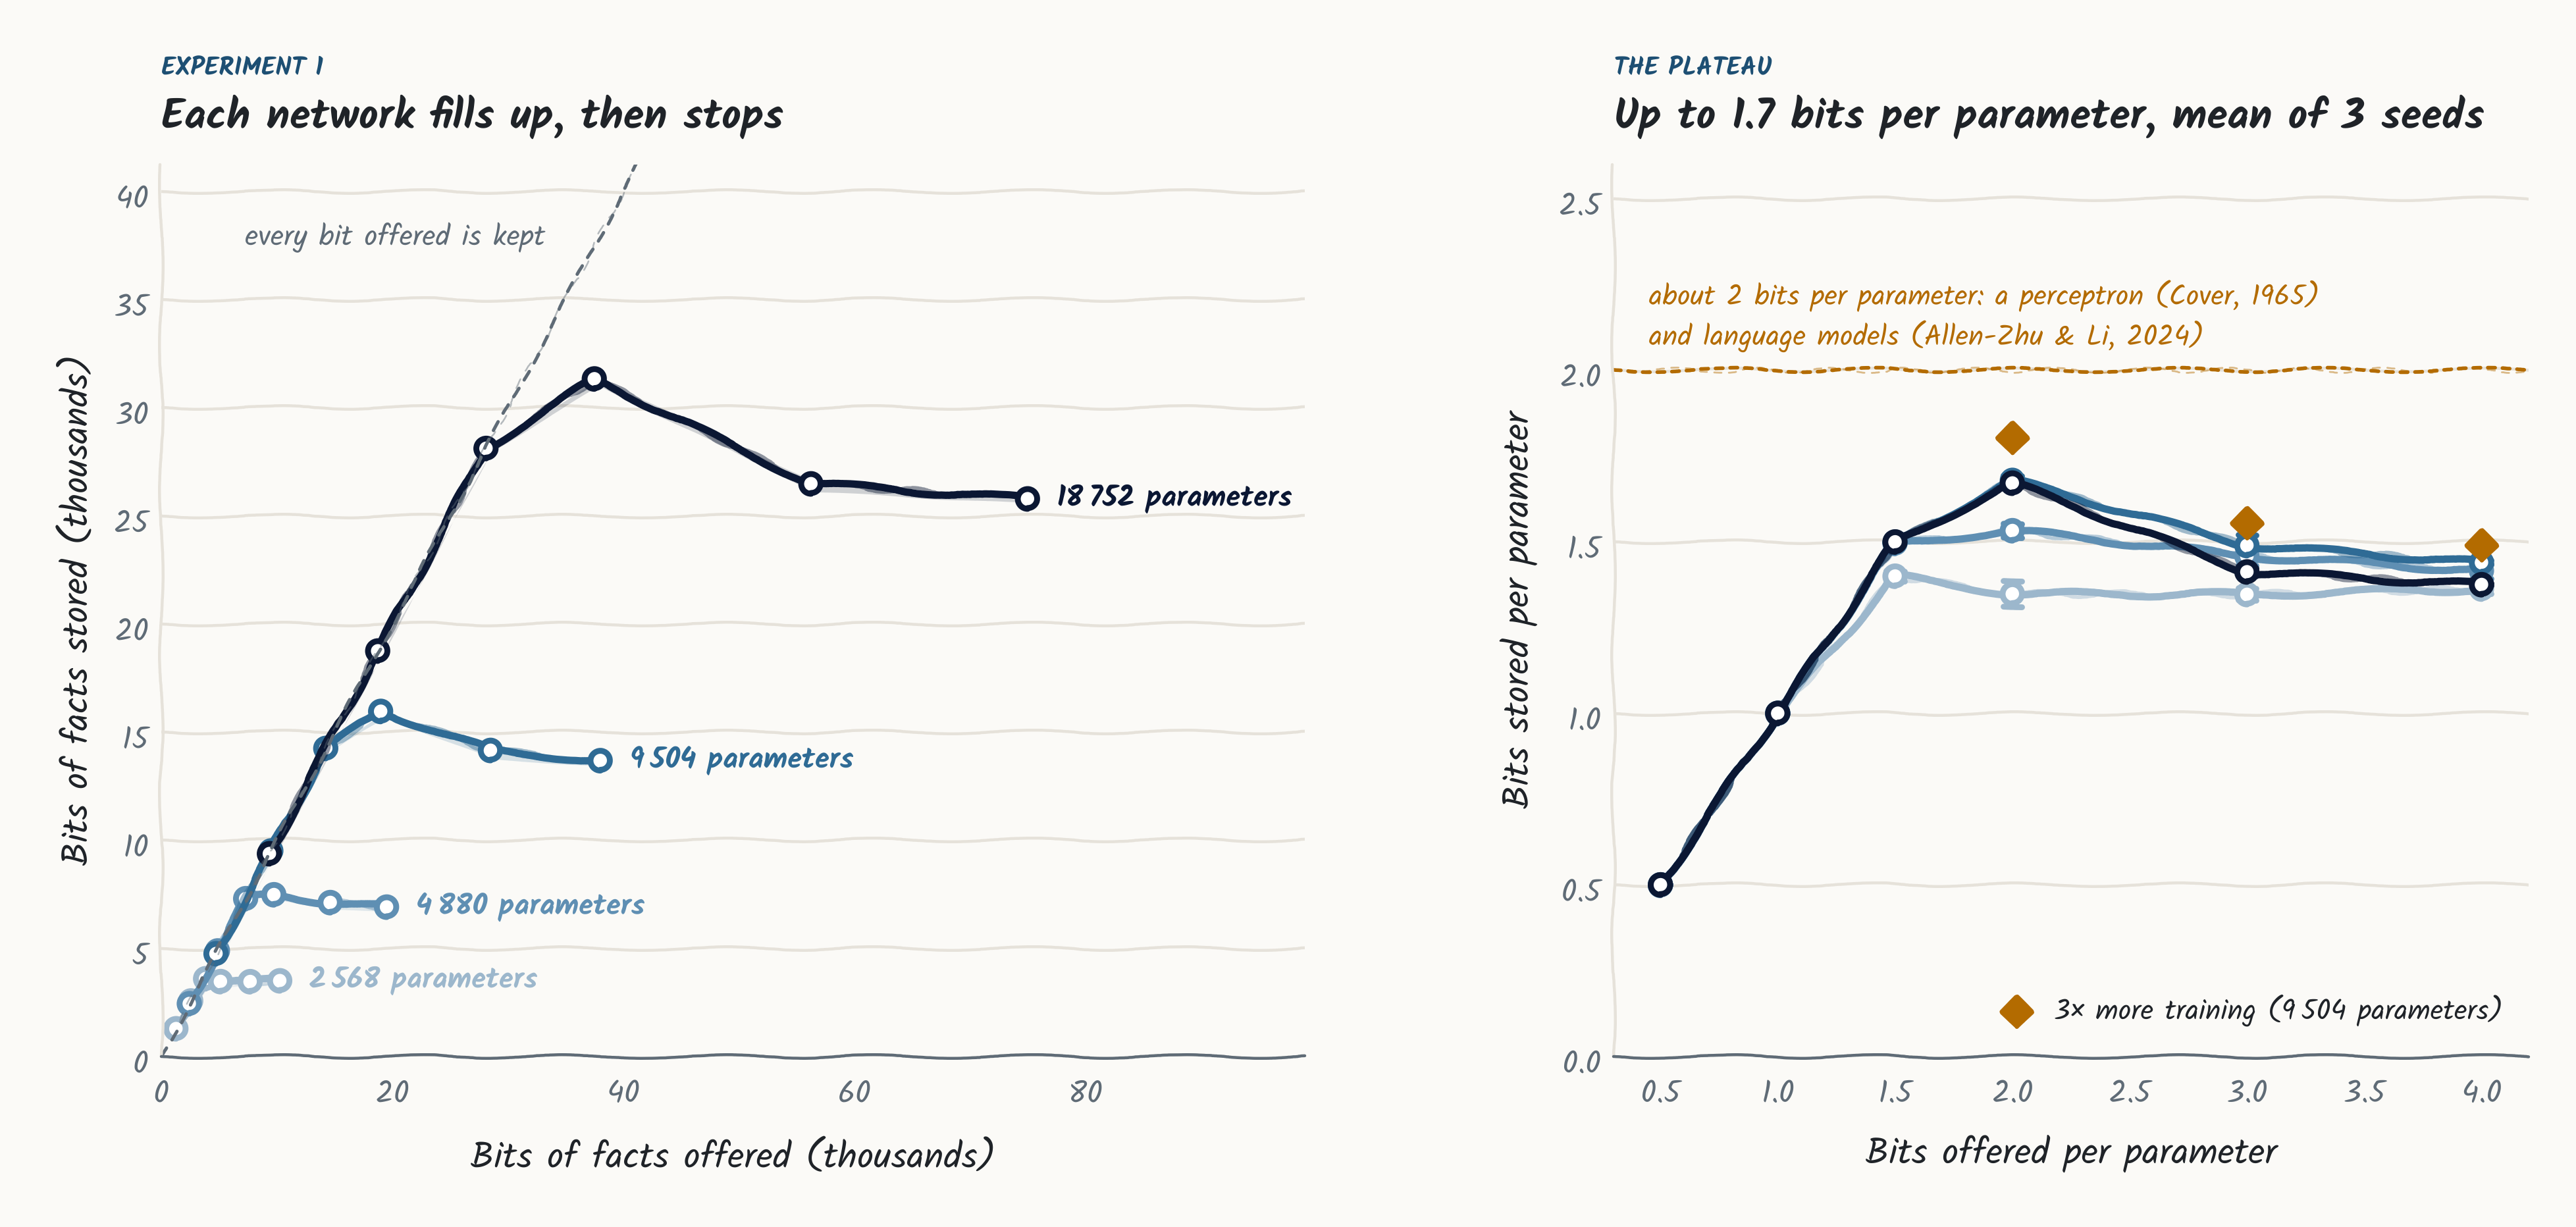 EXPERIMENT 1
Each network fills up, then stops
40
35
30
25
20
15
10
5
0
Bits of facts stored (thousands)
every bit offered is kept
18 752 parameters
9 504 parameters
4 880 parameters
2 568 parameters
0 20 40 60 80
Bits of facts offered (thousands)
THE PLATEAU
Up to 1.7 bits per parameter, mean of 3 seeds
2.5
2.0
1.5
1.0
0.5
0.0
Bits stored per parameter
about 2 bits per parameter: a perceptron (Cover, 1965)
and language models (Allen-Zhu & Li, 2024)
3× more training (9 504 parameters)
0.5 1.0 1.5 2.0 2.5 3.0 3.5 4.0
Bits offered per parameter